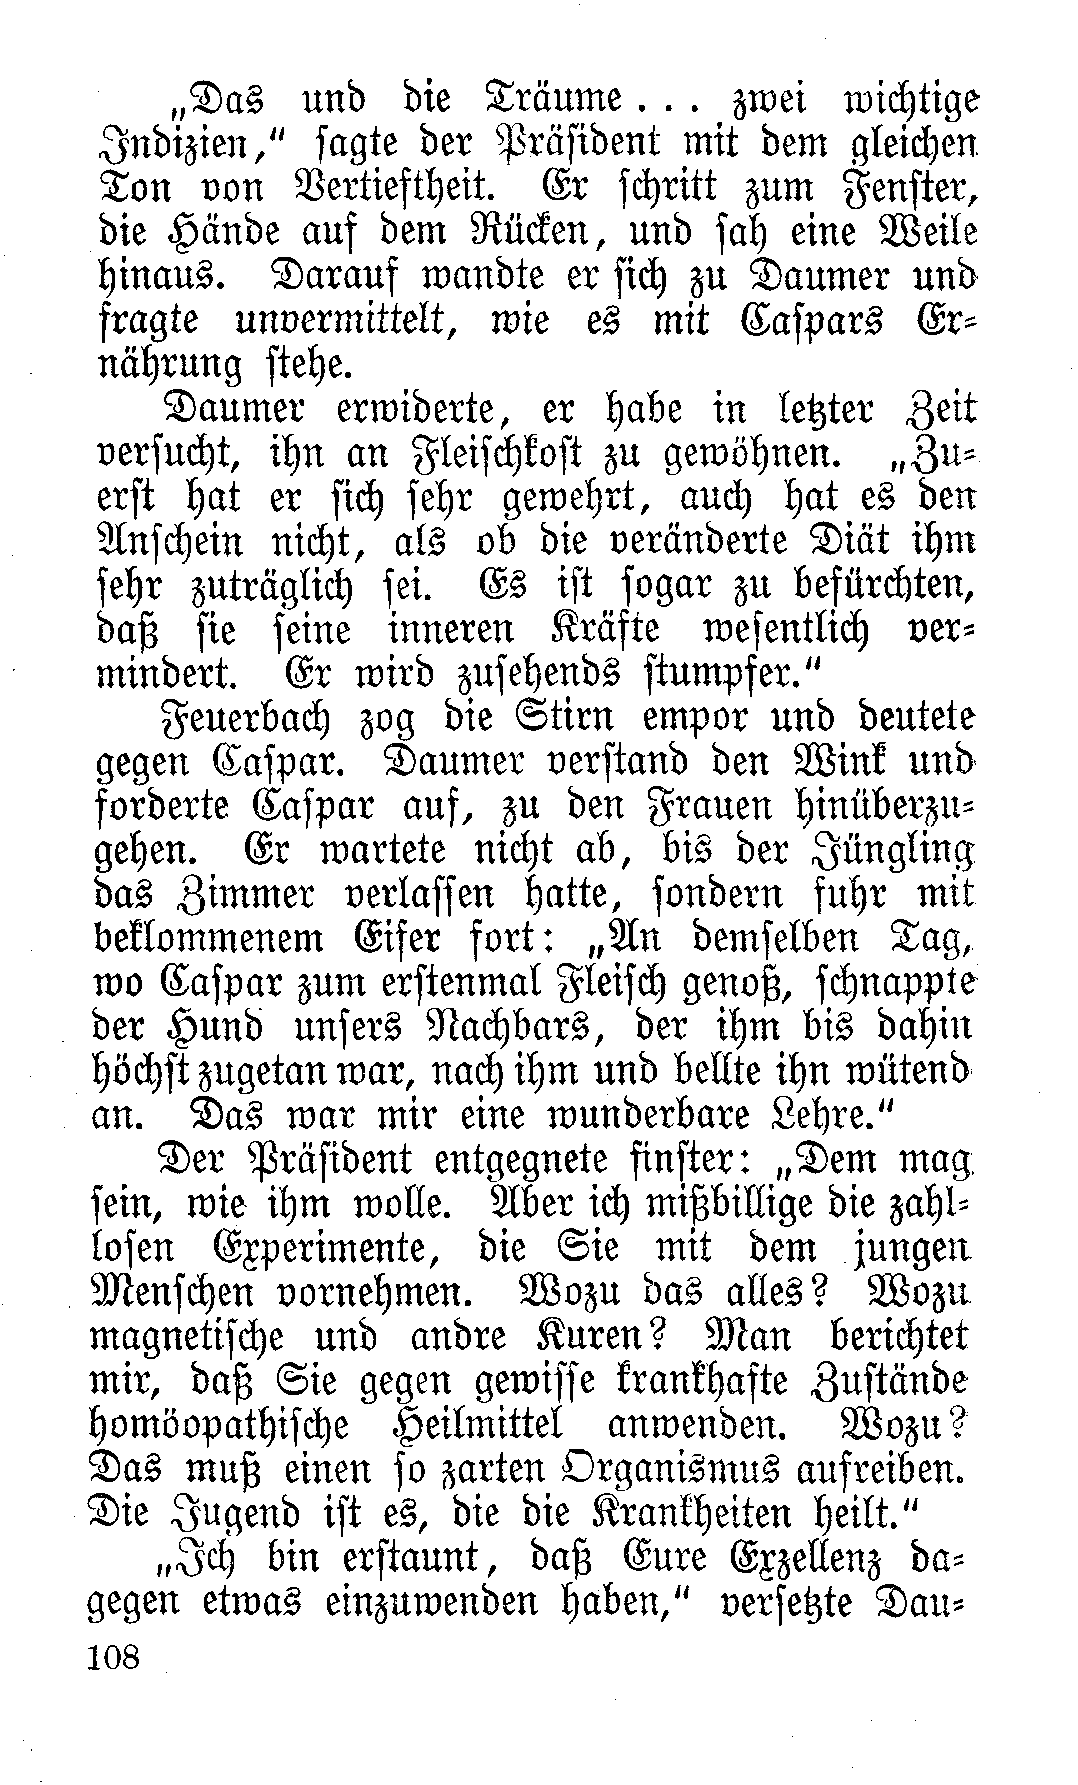 „Das und die Träume . . . zwei wichtige
Indizien,“ sagte der Präsident mit dem gleichen
Ton von Vertieftheit. Er schritt zum Fenster,
die Hände auf dem Rücken, und sah eine Weile
hinaus. Darauf wandte er sich zu Daumer und
fragte unvermittelt, wie es mit Caspars Er-
nährung stehe.
Daumer erwiderte, er habe in letzter Zeit
versucht, ihn an Fleischkost zu gewöhnen. „Zu-
erst hat er sich sehr gewehrt, auch hat es den
Anschein nicht, als ob die veränderte Diät ihm
sehr zuträglich sei. Es ist sogar zu befürchten,
daß sie seine inneren Kräfte wesentlich ver-
mindert. Er wird zusehends stumpfer.“
Feuerbach zog die Stirn empor und deutete
gegen Caspar. Daumer verstand den Wink und
forderte Caspar auf, zu den Frauen hinüberzu-
gehen. Er wartete nicht ab, bis der Jüngling
das Zimmer verlassen hatte, sondern fuhr mit
beklommenem Eifer fort: „An demselben Tag,
wo Caspar zum erstenmal Fleisch genoß, schnappte
der Hund unsers Nachbars, der ihm bis dahin
höchst zugetan war, nach ihm und bellte ihn wütend
an. Das war mir eine wunderbare Lehre.“
Der Präsident entgegnete finster: „Dem mag
sein, wie ihm wolle. Aber ich mißbillige die zahl-
losen Experimente, die Sie mit dem jungen
Menschen vornehmen. Wozu das alles? Wozu
magnetische und andre Kuren? Man berichtet
mir, daß Sie gegen gewisse krankhafte Zustände
homöopathische Heilmittel anwenden. Wozu?
Das muß einen so zarten Organismus aufreiben.
Die Jugend ist es, die die Krankheiten heilt.“
„Ich bin erstaunt, daß Eure Exzellenz da-
gegen etwas einzuwenden haben,“ versetzte Dau-
108